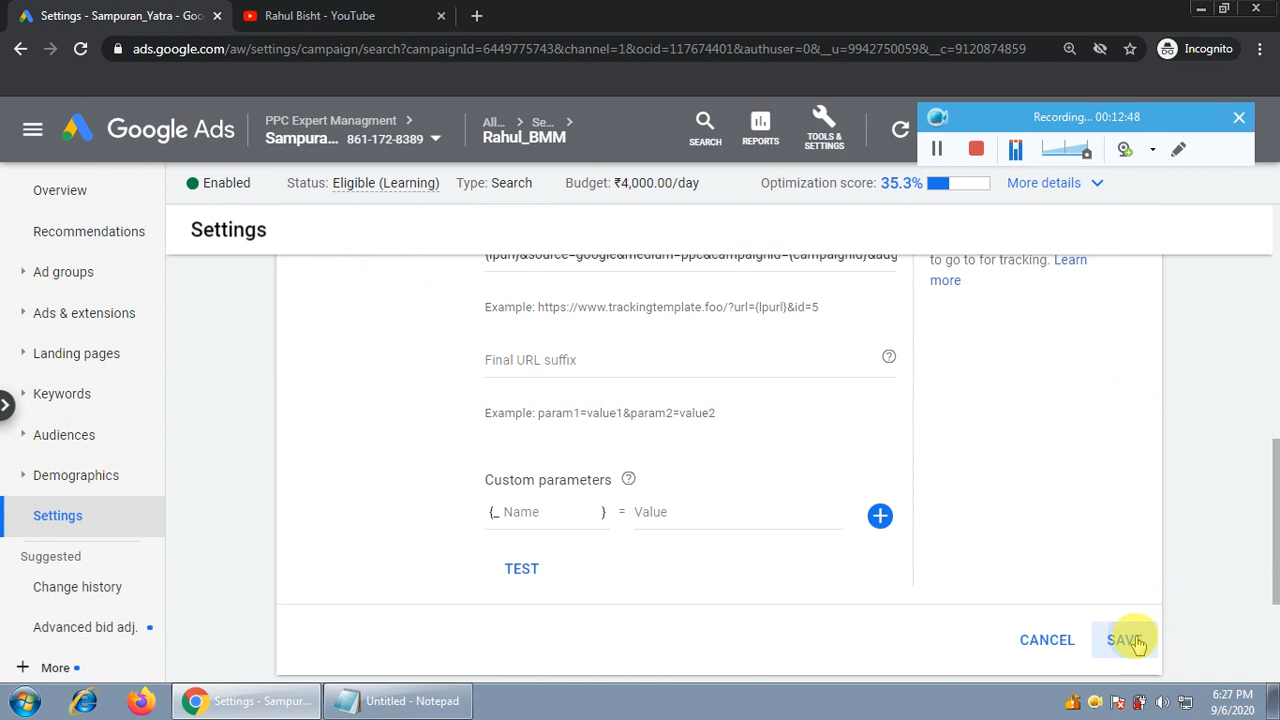 Settings - Sampuran_Yatra - Goo
Rahul Bisht - YouTube
ads.google.com/aw/settings/campaign/search?campaignId=6449775743&channel=1&ocid=117674401&authuser=0&__u=9942750059&__c=9120874859
Incognito
Google Ads
PPC Expert Managment
Sampura... 861-172-8389
All... Se...
Rahul_BMM
SEARCH
REPORTS
TOOLS & SETTINGS
Recording... 00:12:48
Enabled
Status: Eligible (Learning)
Type: Search
Budget: ₹4,000.00/day
Optimization score: 35.3%
More details
Overview
Recommendations
Ad groups
Ads & extensions
Landing pages
Keywords
Audiences
Demographics
Settings
Suggested
Change history
Advanced bid adj.
More
Settings
{lpurl}&source=google&medium=ppc&campaignid={campaignid}&adg
to go to for tracking. Learn
more
Example: https://www.trackingtemplate.foo/?url={lpurl}&id=5
Final URL suffix
Example: param1=value1&param2=value2
Custom parameters
{_ Name } = Value
TEST
CANCEL
SAVE
Settings - Sampur...
Untitled - Notepad
6:27 PM
9/6/2020